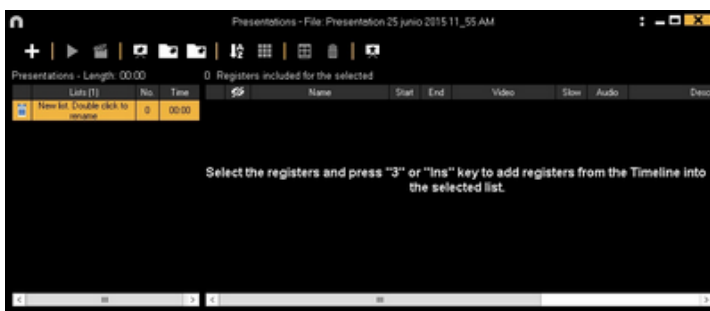 Presentations - File: Presentation 25 junio 2015 11_55 AM
Presentations - Length: 00:00
0 Registers included for the selected
Lists (1) No. Time
Name Start End Video Slow Audio Desc
New list. Double click to
rename
0 00:00
Select the registers and press "3" or "Ins" key to add registers from the Timeline into
the selected list.